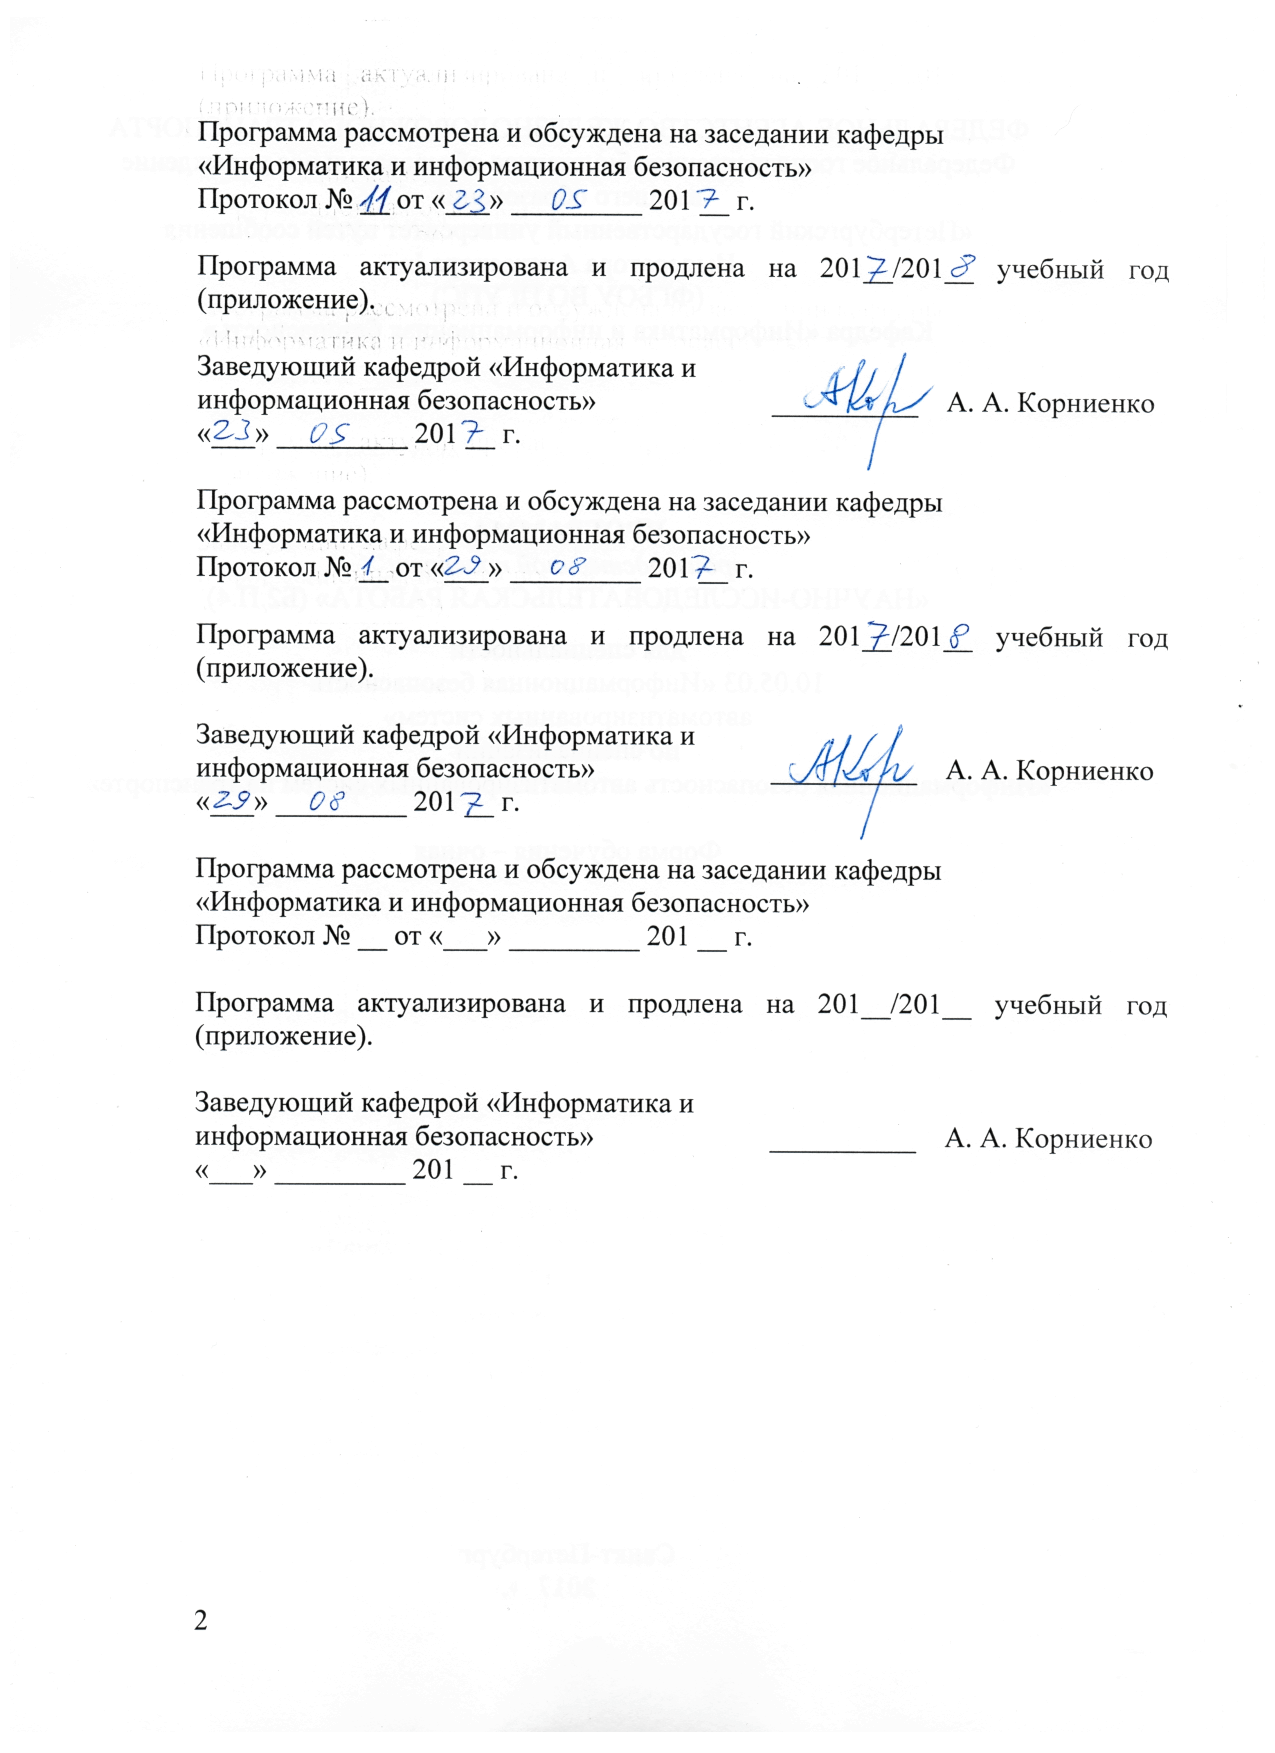 Программа рассмотрена и обсуждена на заседании кафедры
«Информатика и информационная безопасность»
Протокол № 11 от «23» 05 2017 г.
Программа актуализирована и продлена на 2017/2018 учебный год
(приложение).
Заведующий кафедрой «Информатика и
информационная безопасность» А. А. Корниенко
«23» 05 2017 г.
Программа рассмотрена и обсуждена на заседании кафедры
«Информатика и информационная безопасность»
Протокол № 1 от «29» 08 2017 г.
Программа актуализирована и продлена на 2017/2018 учебный год
(приложение).
Заведующий кафедрой «Информатика и
информационная безопасность» А. А. Корниенко
«29» 08 2017 г.
Программа рассмотрена и обсуждена на заседании кафедры
«Информатика и информационная безопасность»
Протокол № __ от «___» _________ 201 __ г.
Программа актуализирована и продлена на 201__/201__ учебный год
(приложение).
Заведующий кафедрой «Информатика и
информационная безопасность» __________ А. А. Корниенко
«___» _________ 201 __ г.
2